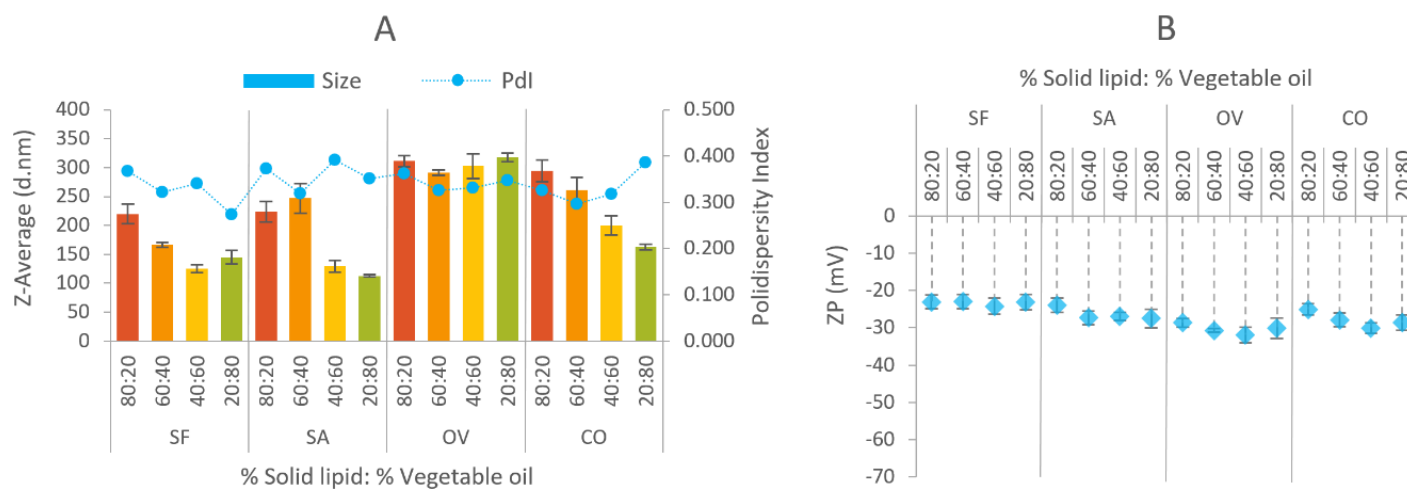 A
Size
PdI
Z-Average (d.nm)
400
350
300
250
200
150
100
50
0
0.500
0.400
0.300
0.200
0.100
0.000
Polidispersity Index
80:20 60:40 40:60 20:80 80:20 60:40 40:60 20:80 80:20 60:40 40:60 20:80 80:20 60:40 40:60 20:80
SF SA OV CO
% Solid lipid: % Vegetable oil
B
% Solid lipid: % Vegetable oil
SF SA OV CO
80:20 60:40 40:60 20:80 80:20 60:40 40:60 20:80 80:20 60:40 40:60 20:80 80:20 60:40 40:60 20:80
ZP (mV)
0
-10
-20
-30
-40
-50
-60
-70